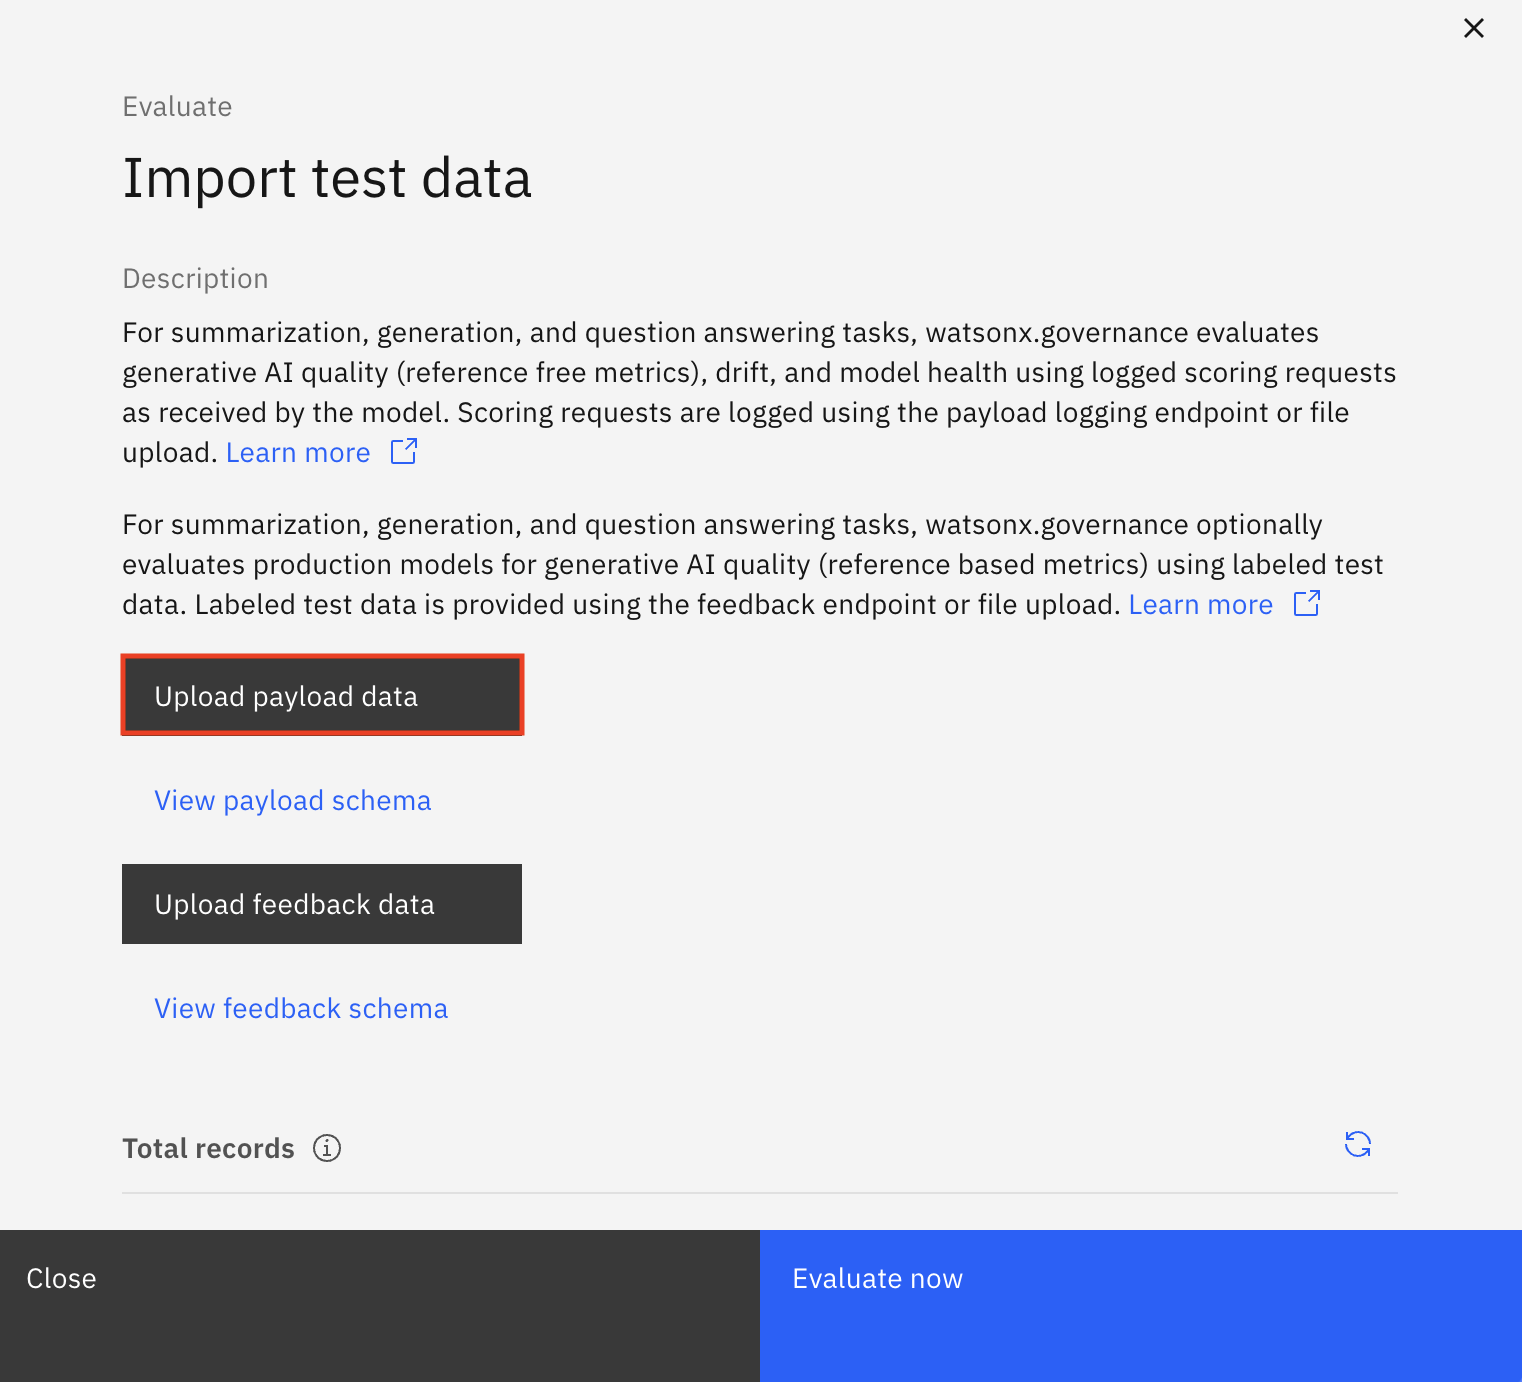 Evaluate
Import test data
Description
For summarization, generation, and question answering tasks, watsonx.governance evaluates
generative AI quality (reference free metrics), drift, and model health using logged scoring requests
as received by the model. Scoring requests are logged using the payload logging endpoint or file
upload. Learn more
For summarization, generation, and question answering tasks, watsonx.governance optionally
evaluates production models for generative AI quality (reference based metrics) using labeled test
data. Labeled test data is provided using the feedback endpoint or file upload. Learn more
Upload payload data
View payload schema
Upload feedback data
View feedback schema
Total records
Close
Evaluate now